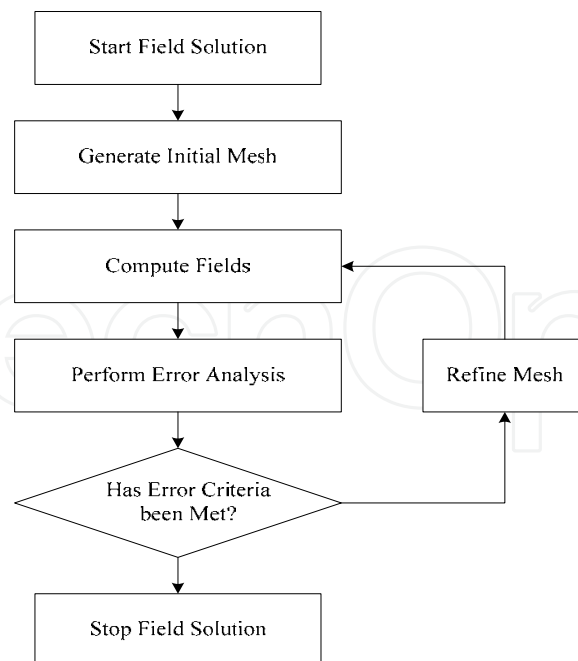 Start Field Solution
Generate Initial Mesh
Compute Fields
Perform Error Analysis
Refine Mesh
Has Error Criteria
been Met?
Stop Field Solution